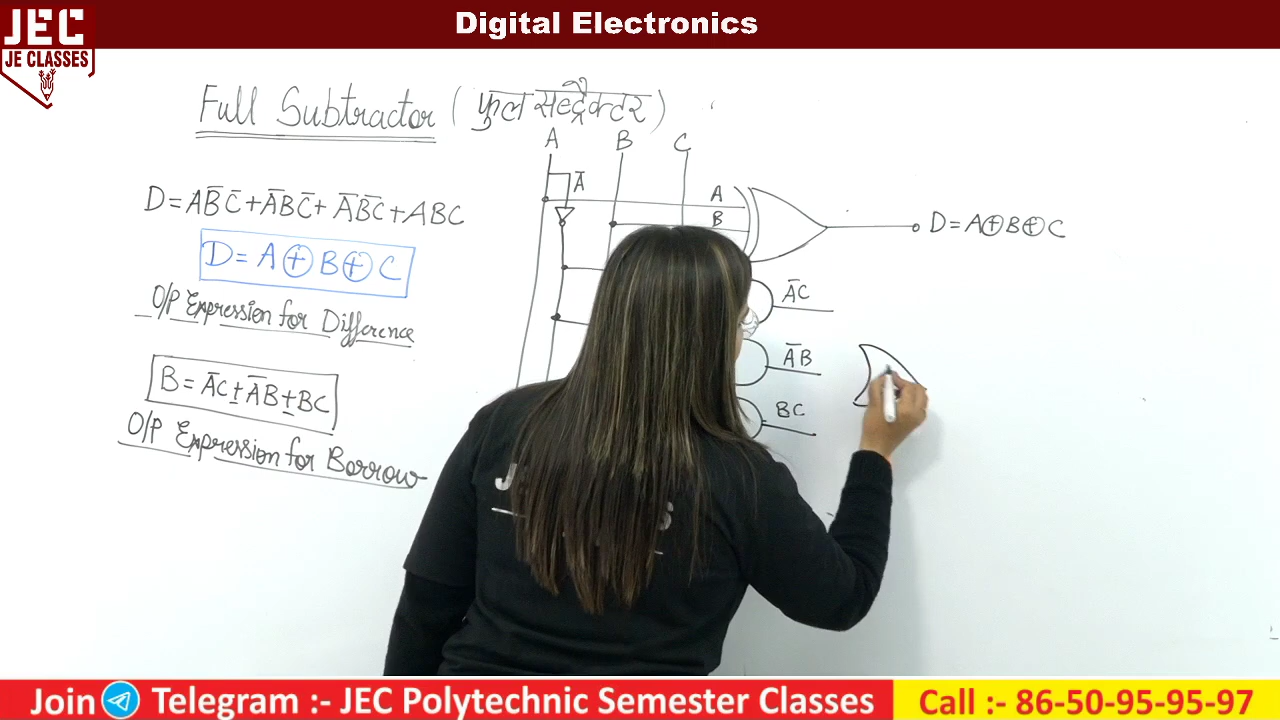 Digital Electronics
JEC
JE CLASSES
Full Subtractor (फुल सब्ट्रैक्टर)
A B C
Ā
A
B
D = AB̄C̄ + ĀBC̄ + ĀB̄C + ABC
D = A ⊕ B ⊕ C
O/P Expression for Difference
B = ĀC + ĀB + BC
O/P Expression for Borrow
D = A⊕B⊕C
ĀC
ĀB
BC
Join Telegram :- JEC Polytechnic Semester Classes
Call :- 86-50-95-95-97